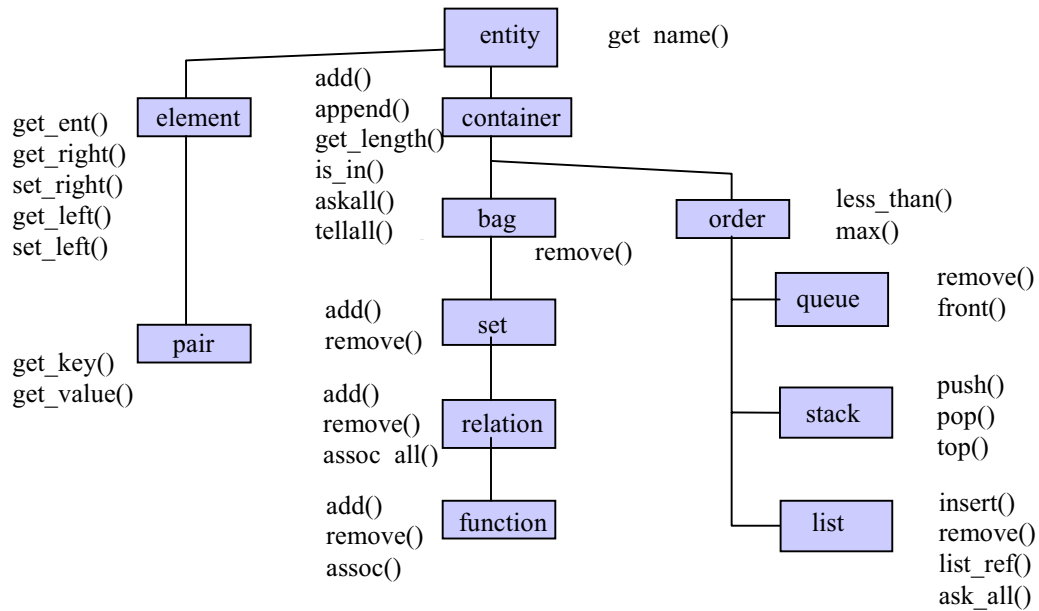 entity
get name()
element
get_ent()
get_right()
set_right()
get_left()
set_left()
add()
append()
get_length()
is_in()
askall()
tellall()
container
bag
remove()
order
less_than()
max()
queue
remove()
front()
pair
get_key()
get_value()
add()
remove()
set
add()
remove()
assoc all()
relation
stack
push()
pop()
top()
add()
remove()
assoc()
function
list
insert()
remove()
list_ref()
ask_all()